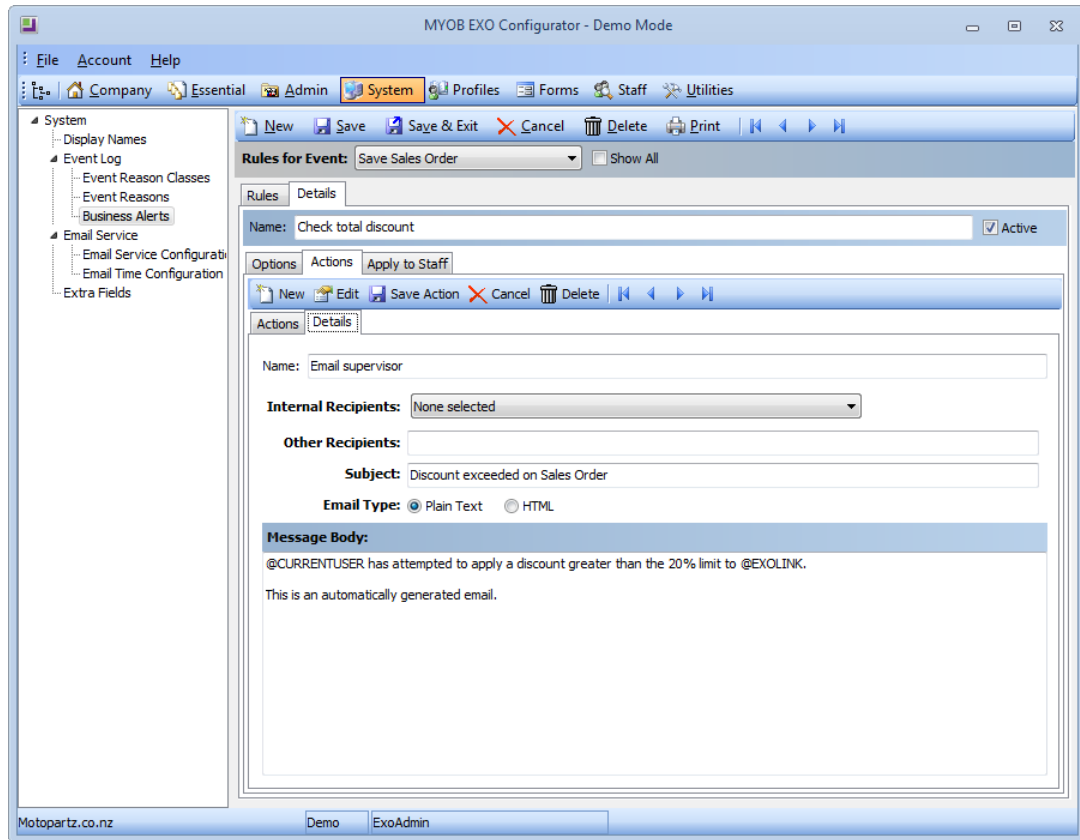 MYOB EXO Configurator - Demo Mode
File Account Help
Company Essential Admin System Profiles Forms Staff Utilities
System
Display Names
Event Log
Event Reason Classes
Event Reasons
Business Alerts
Email Service
Email Service Configurati
Email Time Configuration
Extra Fields
New Save Save & Exit Cancel Delete Print
Rules for Event: Save Sales Order Show All
Rules Details
Name: Check total discount Active
Options Actions Apply to Staff
New Edit Save Action Cancel Delete
Actions Details
Name: Email supervisor
Internal Recipients: None selected
Other Recipients:
Subject: Discount exceeded on Sales Order
Email Type: Plain Text HTML
Message Body:
@CURRENTUSER has attempted to apply a discount greater than the 20% limit to @EXOLINK.
This is an automatically generated email.
Motopartz.co.nz Demo ExoAdmin